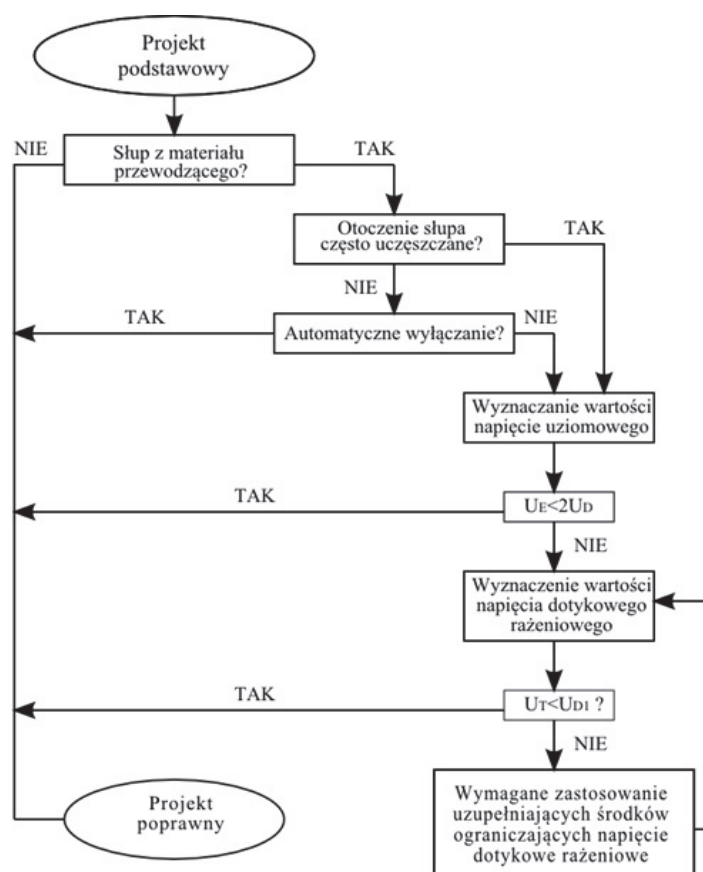 Projekt
podstawowy
NIE
Słup z materiału
przewodzącego?
TAK
Otoczenie słupa
często uczęszczane?
TAK
NIE
TAK
Automatyczne wyłączanie?
NIE
Wyznaczanie wartości
napięcie uziomowego
TAK
UE<2UD
NIE
Wyznaczenie wartości
napięcia dotykowego
rażeniowego
TAK
UT<UD1 ?
NIE
Projekt
poprawny
Wymagane zastosowanie
uzupełniających środków
ograniczających napięcie
dotykowe rażeniowe